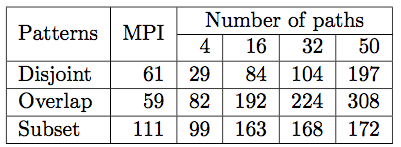 Patterns MPI Number of paths
4 16 32 50
Disjoint 61 29 84 104 197
Overlap 59 82 192 224 308
Subset 111 99 163 168 172